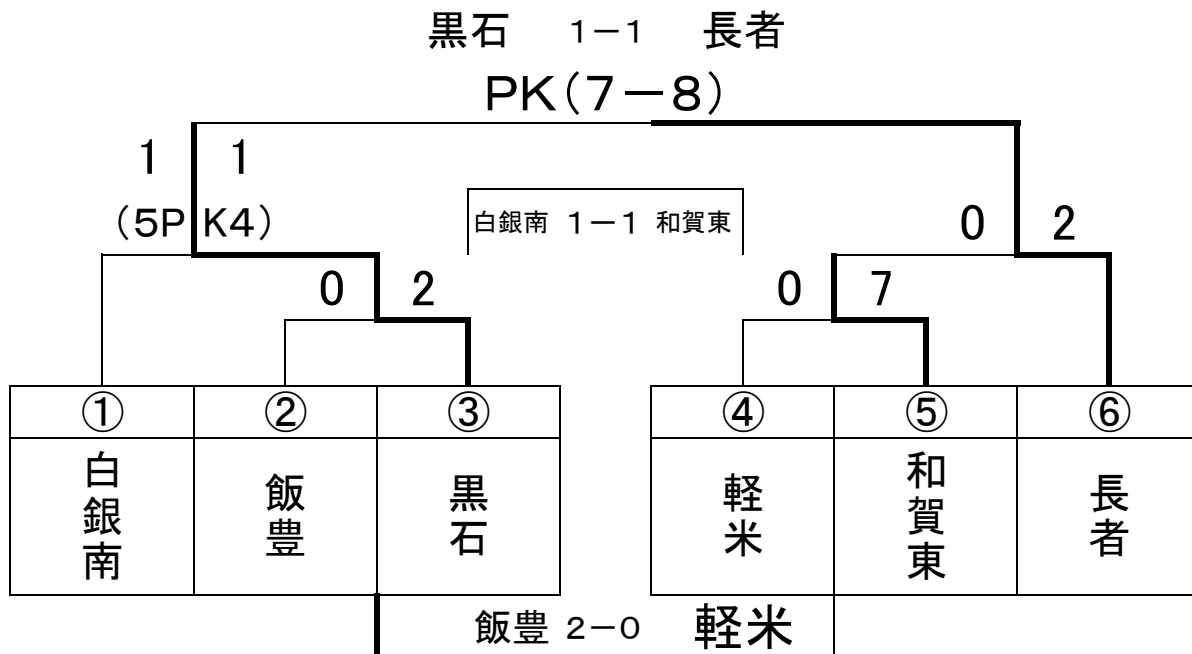 黒石 1－1 長者
PK(7－8)
1 1
(5P K4)
白銀南 1－1 和賀東
0 2
0 2
0 7
① ② ③ ④ ⑤ ⑥
白銀南 飯豊 黒石 軽米 和賀東 長者
飯豊 2－0 軽米